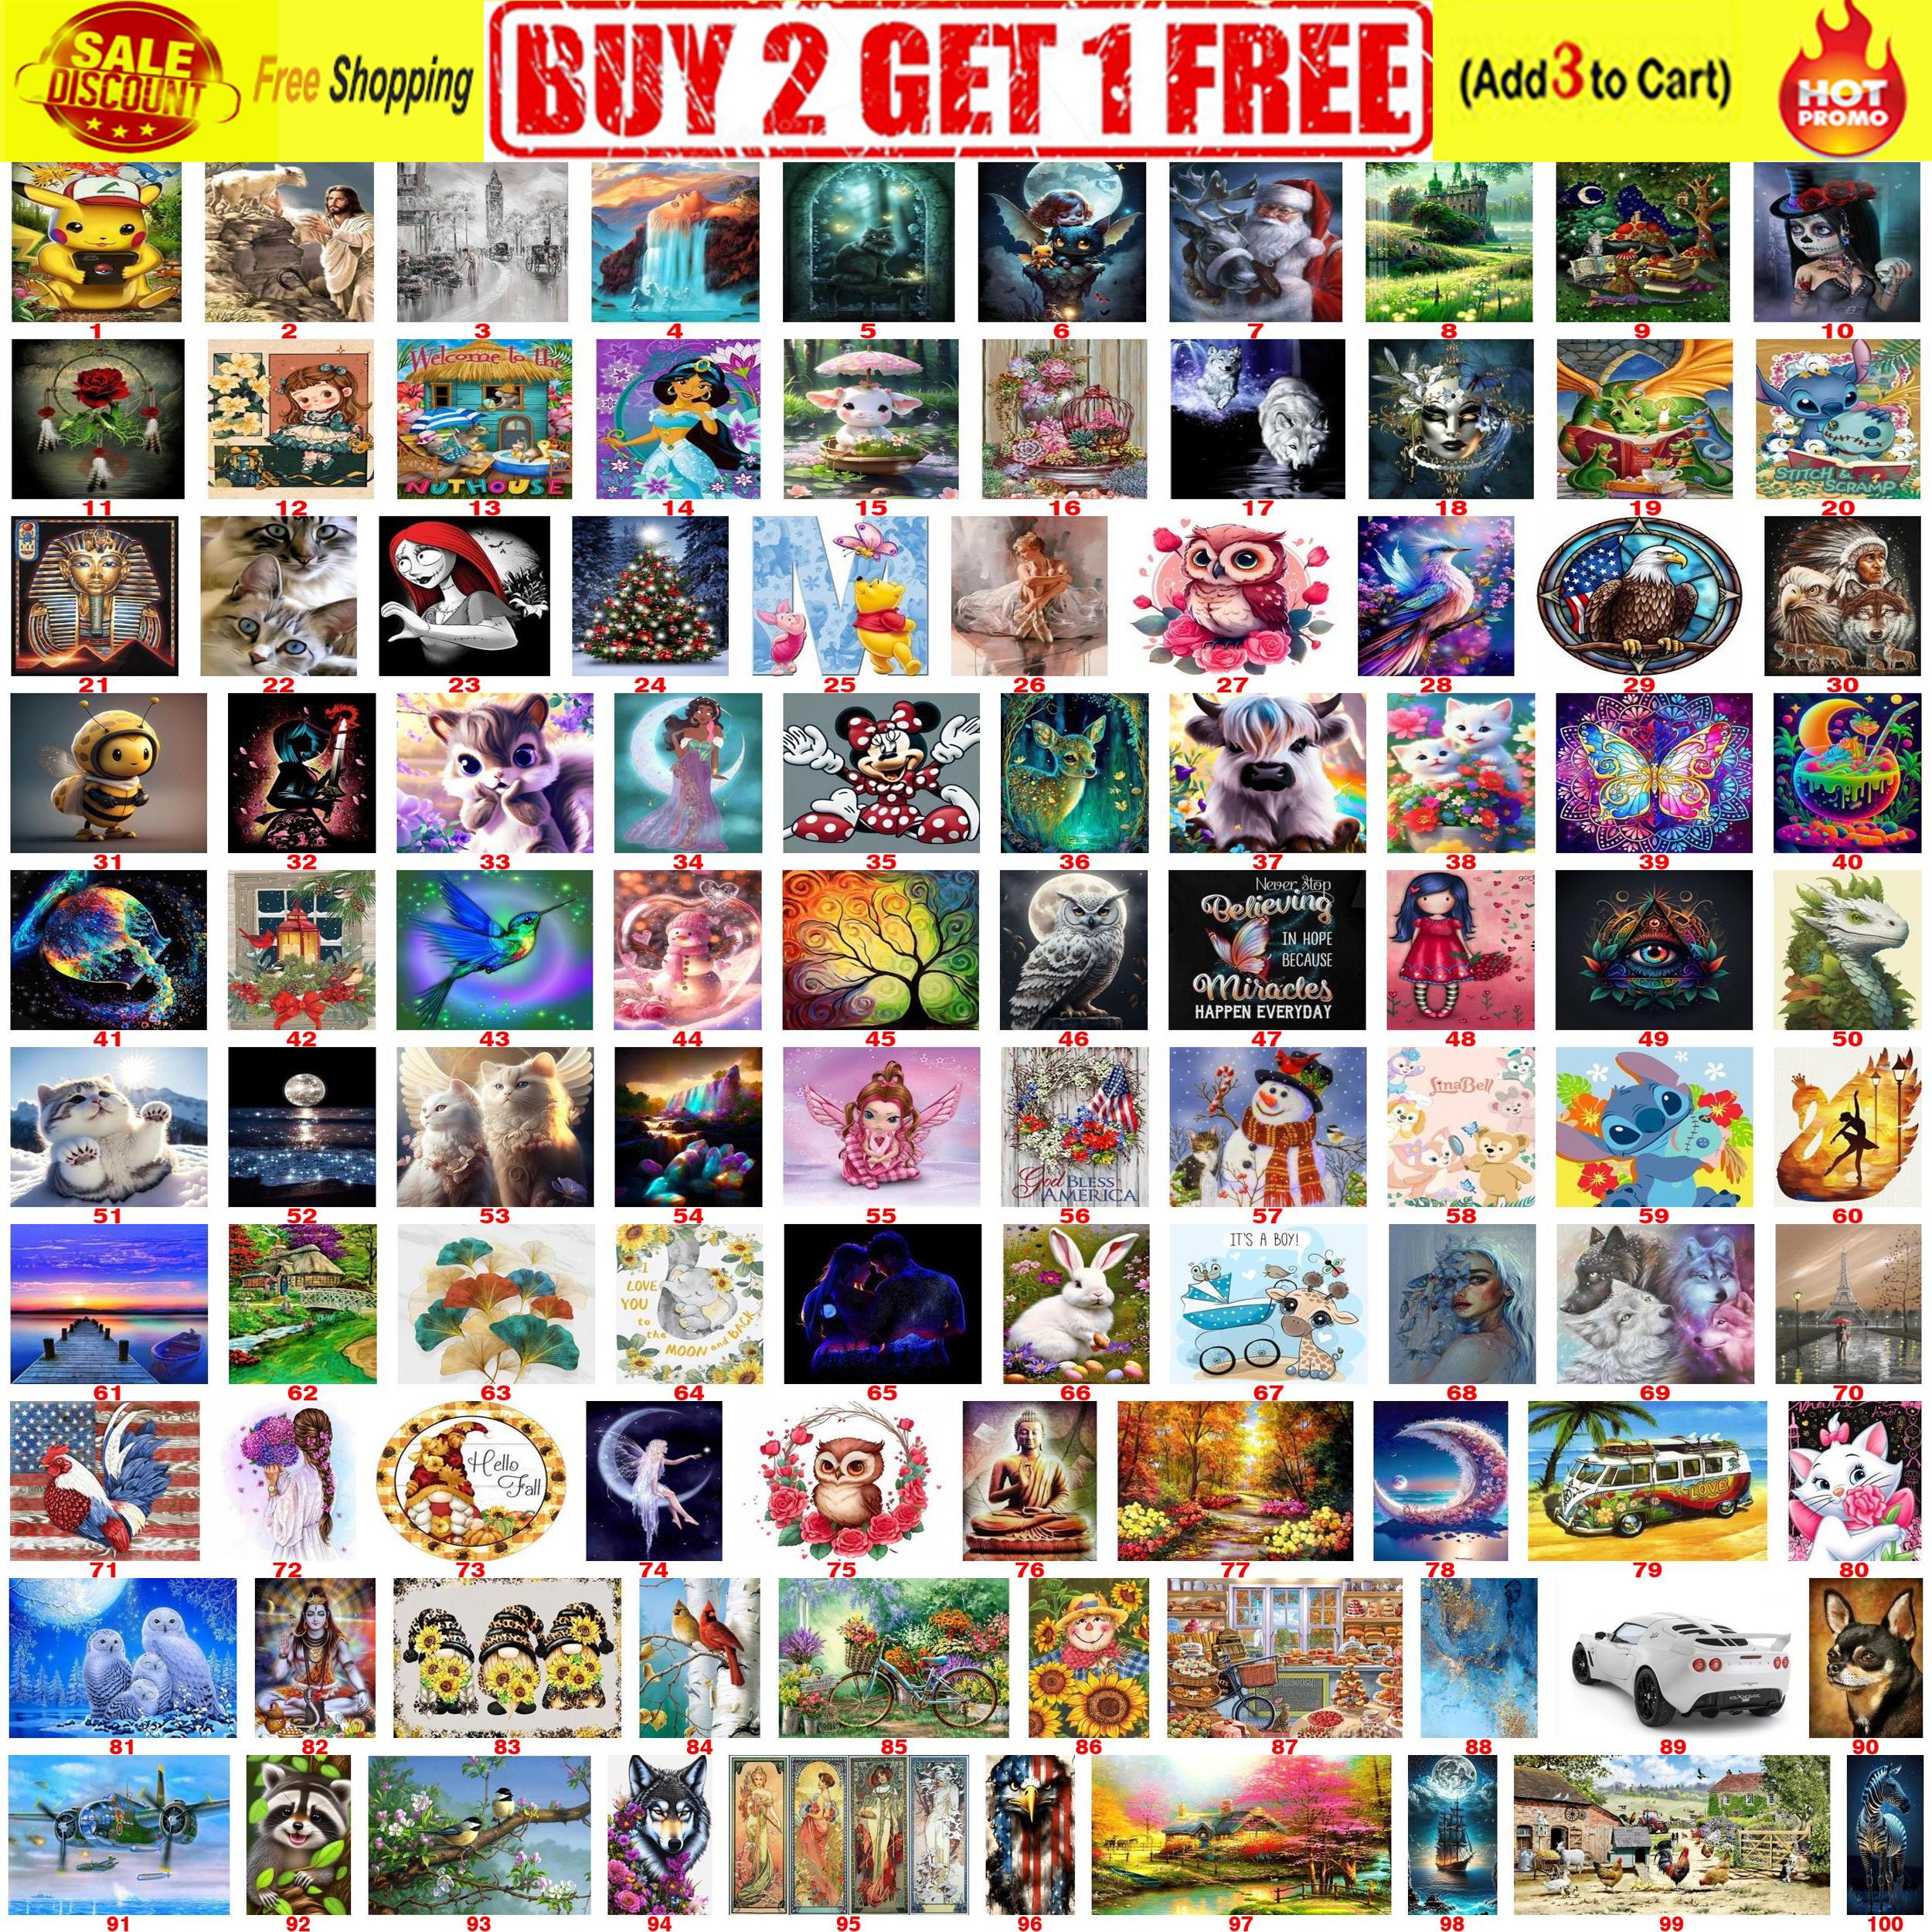 SALE
DISCOUNT
Free Shopping
BUY 2 GET 1 FREE
(Add 3 to Cart)
HOT
PROMO
1 2 3 4 5 6 7 8 9 10
Welcome to the
NUTHOUSE
STITCH &
SCRAMP
11 12 13 14 15 16 17 18 19 20
M
21 22 23 24 25 26 27 28 29 30
31 32 33 34 35 36 37 38 39 40
Never Stop
Believing
IN HOPE
BECAUSE
Miracles
HAPPEN EVERYDAY
41 42 43 44 45 46 47 48 49 50
LinaBell
God BLESS
AMERICA
51 52 53 54 55 56 57 58 59 60
I
LOVE
YOU
to
the
MOON and BACK
IT'S A BOY!
61 62 63 64 65 66 67 68 69 70
Hello
Fall
LOVE
Marie
71 72 73 74 75 76 77 78 79 80
81 82 83 84 85 86 87 88 89 90
91 92 93 94 95 96 97 98 99 100